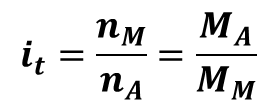 i_t = n_M / n_A = M_A / M_M